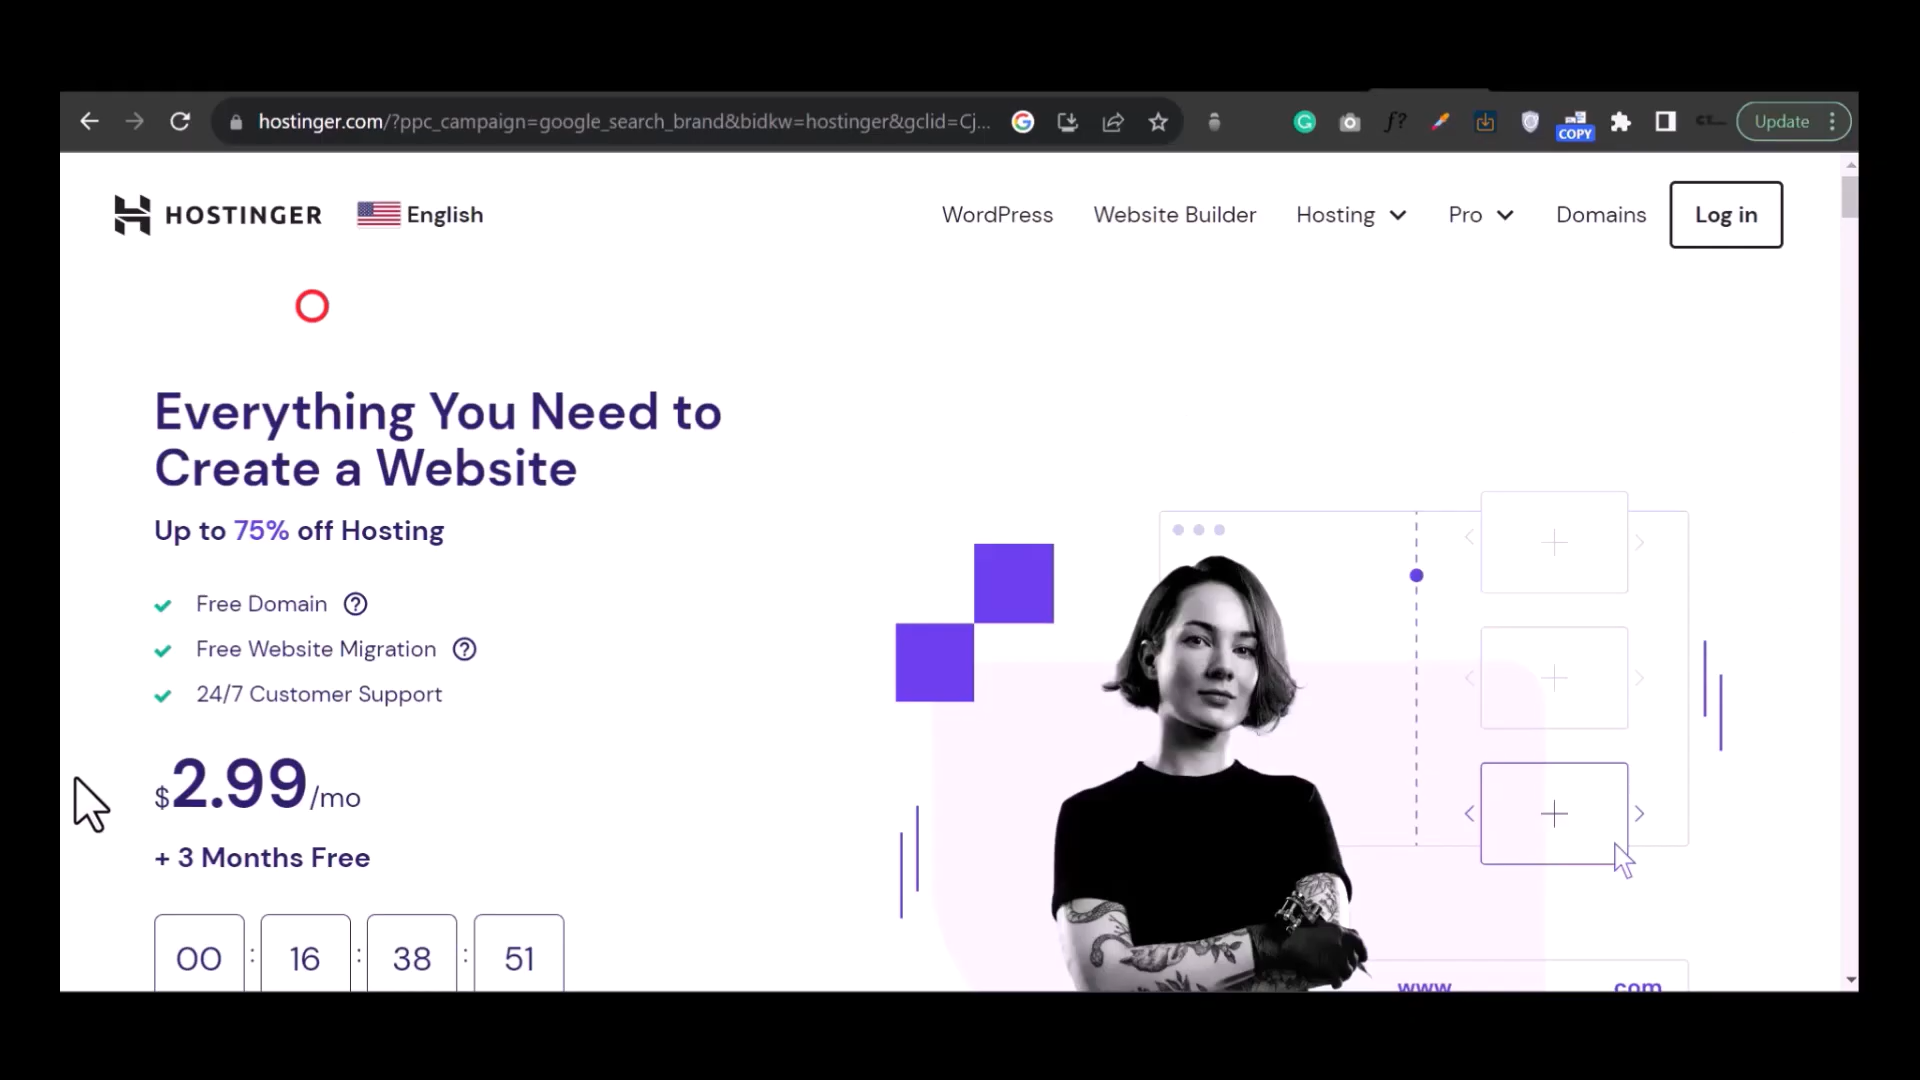 hostinger.com/?ppc_campaign=google_search_brand&bidkw=hostinger&gclid=Cj...
f?
COPY
Update
HOSTINGER
English
WordPress
Website Builder
Hosting
Pro
Domains
Log in
Everything You Need to
Create a Website
Up to 75% off Hosting
Free Domain ?
Free Website Migration ?
24/7 Customer Support
$2.99/mo
+ 3 Months Free
00 : 16 : 38 : 51
www
com